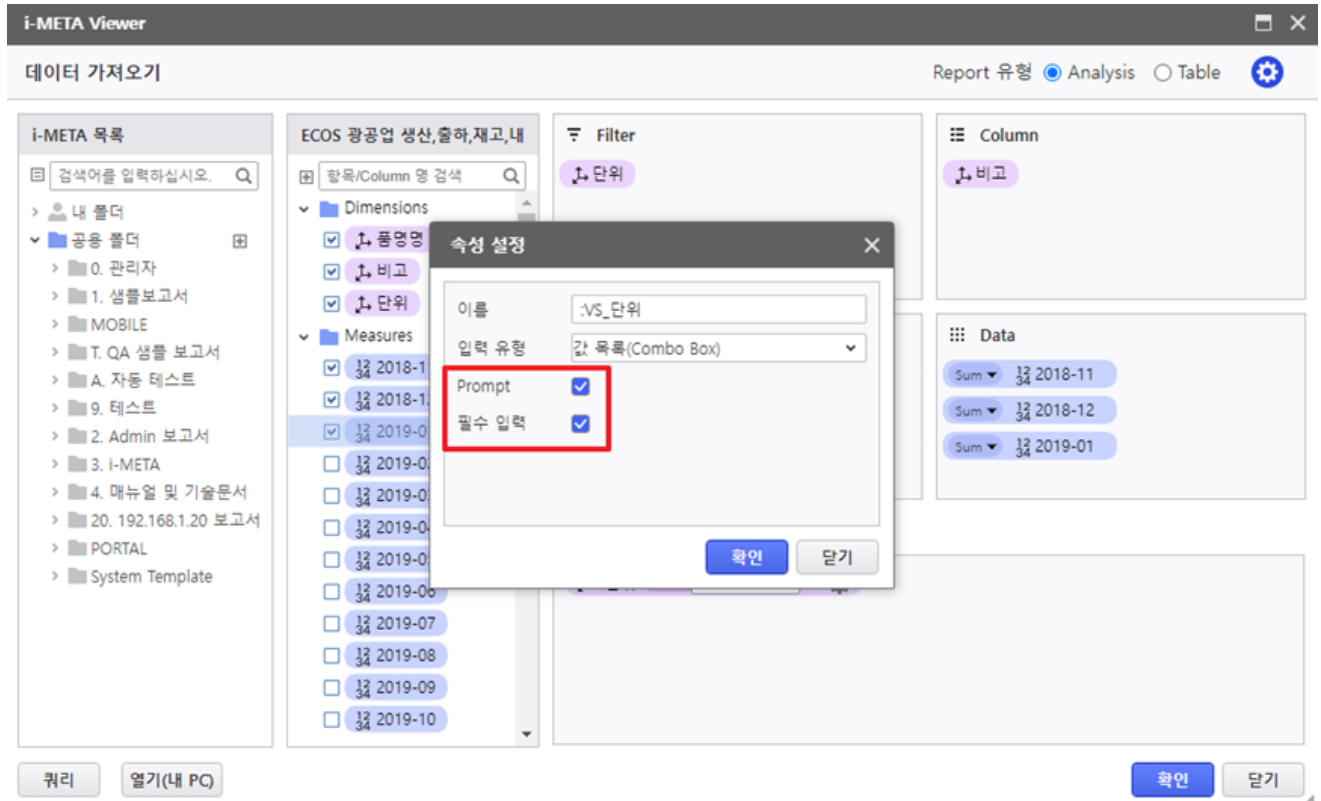 i-META Viewer
데이터 가져오기
Report 유형 Analysis Table
i-META 목록
검색어를 입력하십시오.
내 폴더
공용 폴더
0. 관리자
1. 샘플보고서
MOBILE
T. QA 샘플 보고서
A. 자동 테스트
9. 테스트
2. Admin 보고서
3. i-META
4. 매뉴얼 및 기술문서
20. 192.168.1.20 보고서
PORTAL
System Template
ECOS 광공업 생산,출하,재고,내
항목/Column 명 검색
Dimensions
품명명
비고
단위
Measures
2018-1
2018-1
2019-0
2019-0
2019-0
2019-0
2019-0
2019-06
2019-07
2019-08
2019-09
2019-10
Filter
단위
Column
비고
속성 설정
이름 :VS_단위
입력 유형 값 목록(Combo Box)
Prompt
필수 입력
확인 닫기
Data
Sum 2018-11
Sum 2018-12
Sum 2019-01
쿼리 열기(내 PC) 확인 닫기